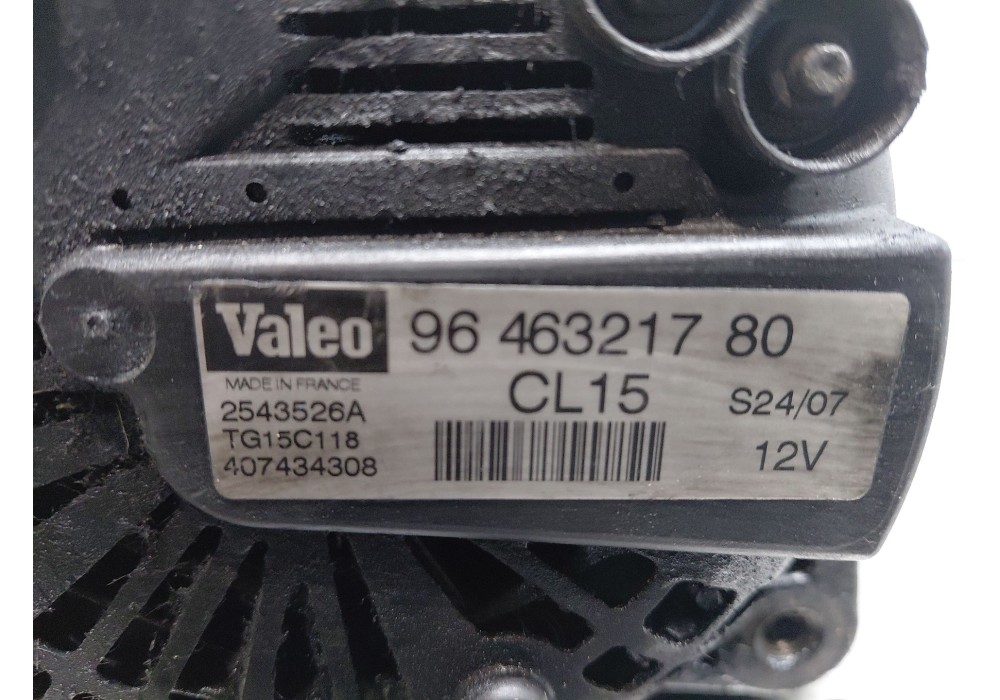 Valeo 96 463217 80
MADE IN FRANCE CL15 S24/07
2543526A
TG15C118 12V
407434308